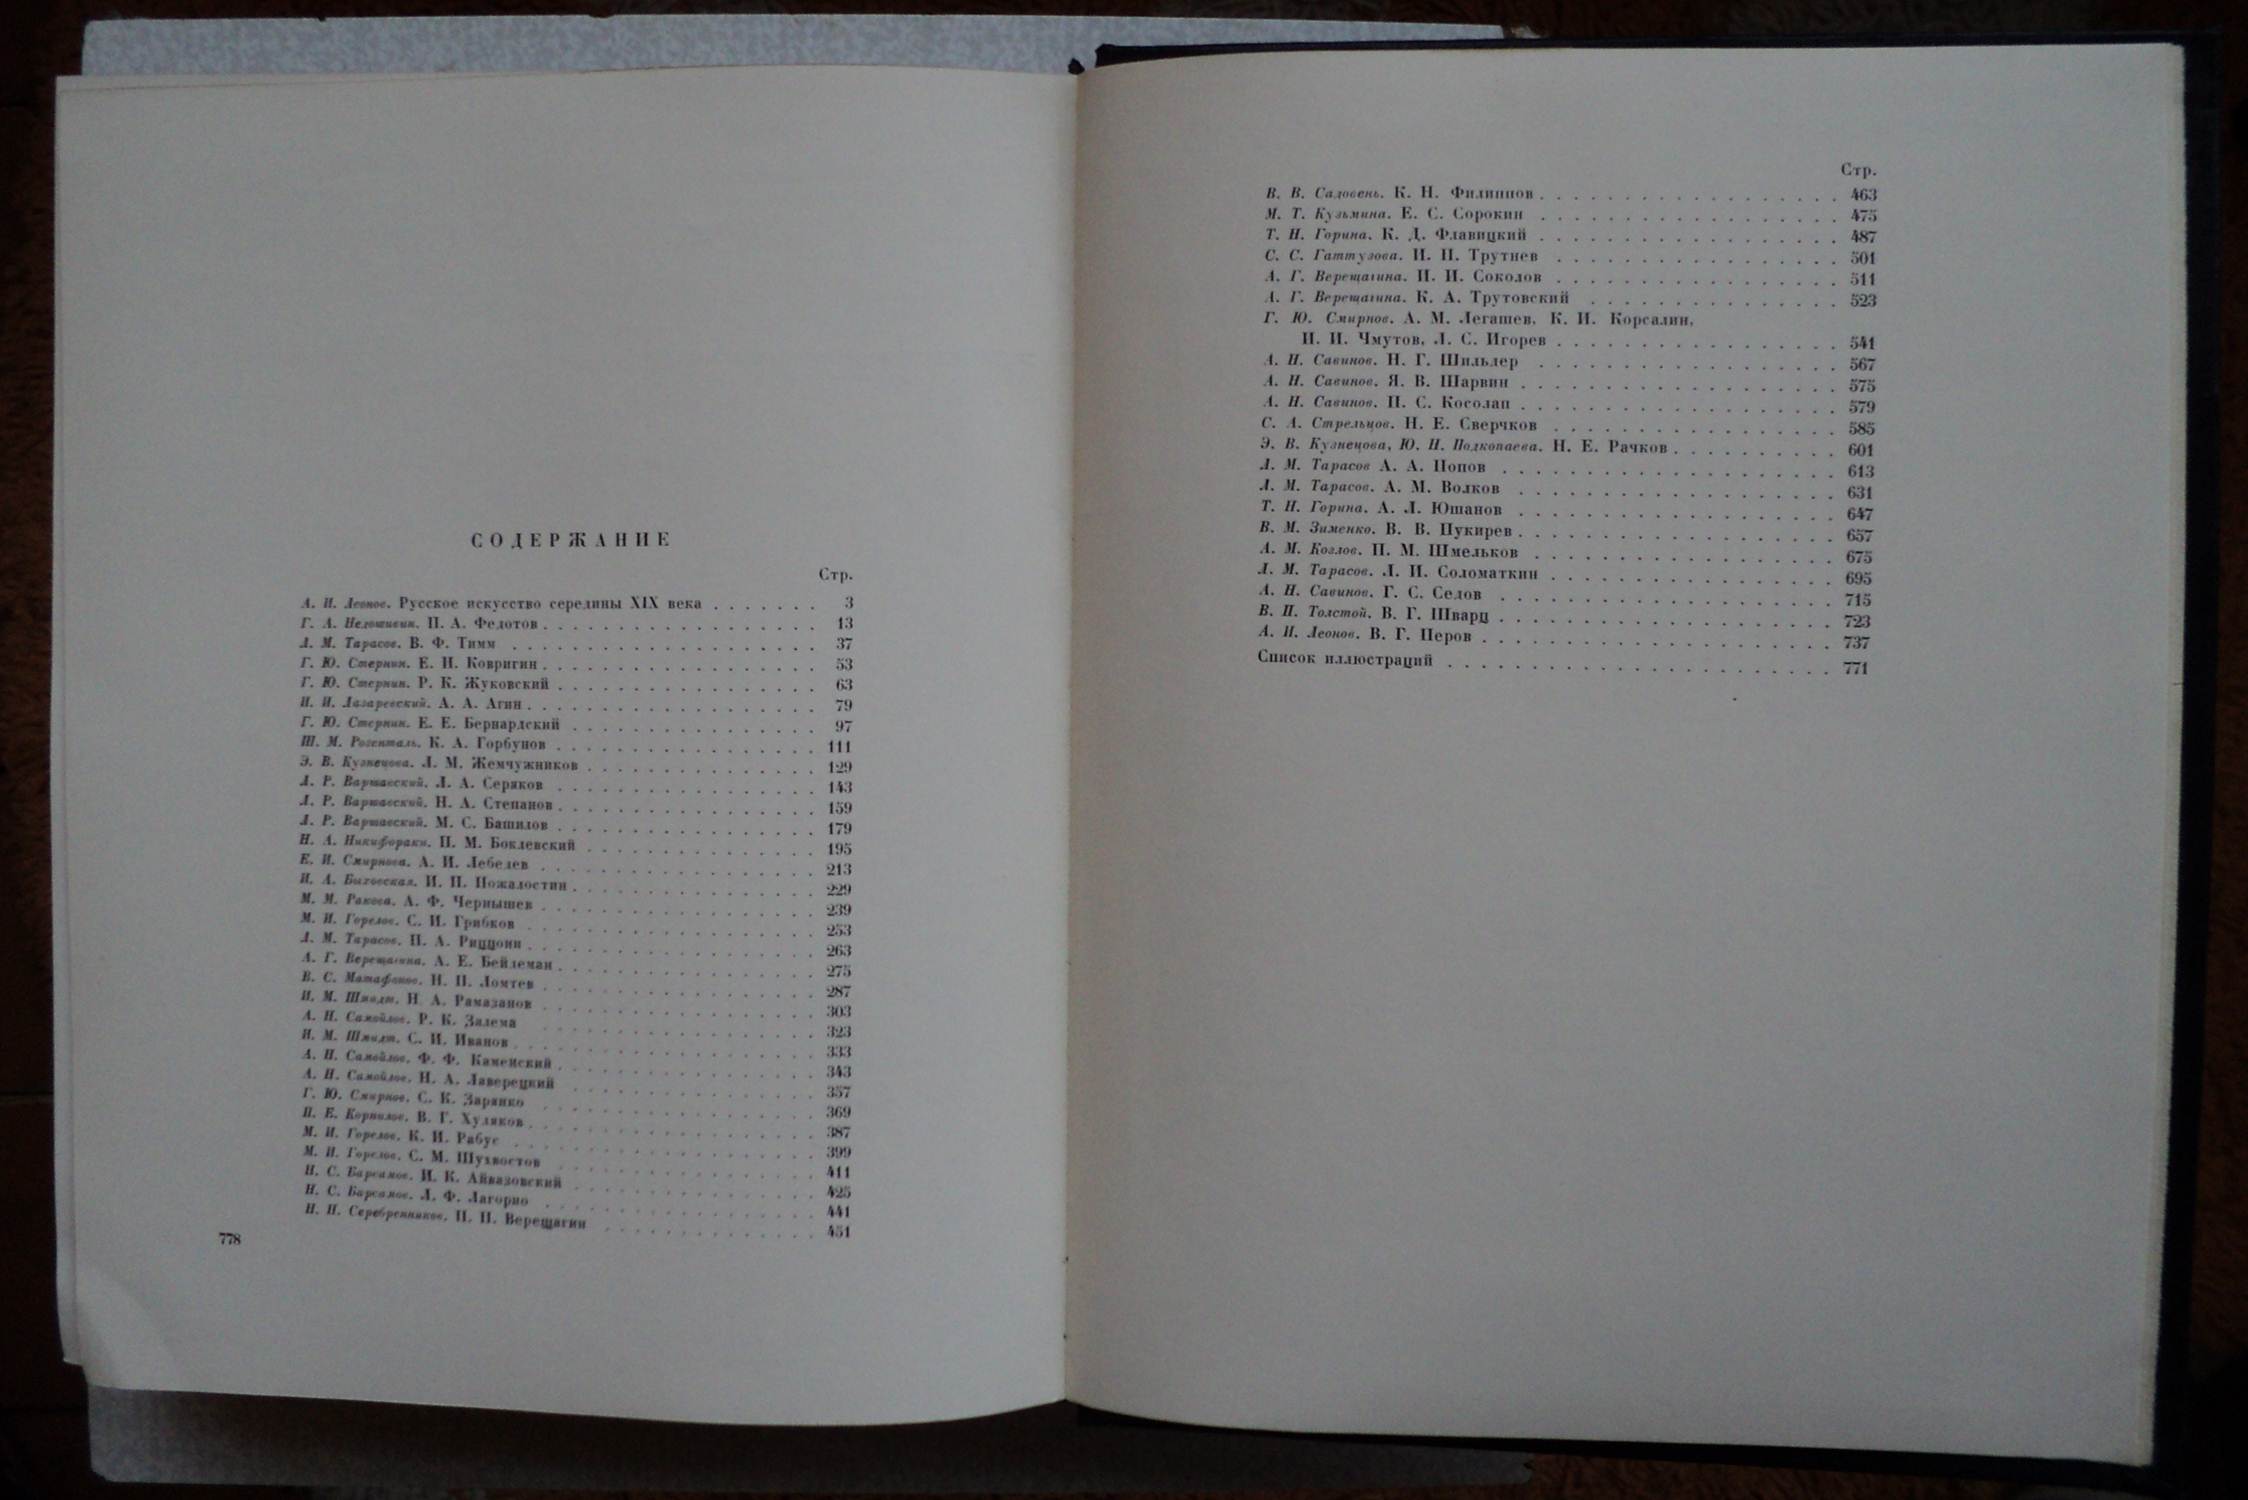 СОДЕРЖАНИЕ
Стр.
А. И. Леонов. Русское искусство середины XIX века . . . . . . . 3
Г. А. Недошивин. П. А. Федотов . . . . . . . 13
Л. М. Тарасов. В. Ф. Тимм . . . . . . . 37
Г. Ю. Стернин. Е. И. Ковригин . . . . . . . 53
Г. Ю. Стернин. Р. К. Жуковский . . . . . . . 63
И. И. Лазаревский. А. А. Агин . . . . . . . 79
Г. Ю. Стернин. Е. Е. Бернардский . . . . . . . 97
Ш. М. Розенталь. К. А. Горбунов . . . . . . . 111
Э. В. Кузнецова. Л. М. Жемчужников . . . . . . . 129
Л. Р. Варшавский. Л. А. Серяков . . . . . . . 143
Л. Р. Варшавский. Н. А. Степанов . . . . . . . 159
Л. Р. Варшавский. М. С. Башилов . . . . . . . 179
Н. А. Никифораки. П. М. Боклевский . . . . . . . 195
Е. И. Смирнова. А. И. Лебедев . . . . . . . 213
И. А. Быховская. И. П. Пожалостин . . . . . . . 229
М. М. Ракова. А. Ф. Чернышев . . . . . . . 239
М. И. Горелов. С. И. Грибков . . . . . . . 253
Л. М. Тарасов. П. А. Риццони . . . . . . . 263
А. Г. Верещагина. А. Е. Бейдеман . . . . . . . 275
В. С. Матафонов. Н. П. Ломтев . . . . . . . 287
И. М. Шмидт. Н. А. Рамазанов . . . . . . . 303
А. Н. Самойлов. Р. К. Залема . . . . . . . 323
И. М. Шмидт. С. И. Иванов . . . . . . . 333
А. Н. Самойлов. Ф. Ф. Каменский . . . . . . . 343
А. Н. Самойлов. Н. А. Лаверецкий . . . . . . . 357
Г. Ю. Смирнов. С. К. Зарянко . . . . . . . 369
П. Е. Корнилов. В. Г. Худяков . . . . . . . 387
М. И. Горелов. К. И. Рабус . . . . . . . 399
М. И. Горелов. С. М. Шухвостов . . . . . . . 411
Н. С. Барсамов. И. К. Айвазовский . . . . . . . 425
Н. С. Барсамов. Л. Ф. Лагорио . . . . . . . 441
Н. Н. Серебренников. П. П. Верещагин . . . . . . . 451
778
Стр.
В. В. Садовень. К. Н. Филиппов . . . . . . . 463
М. Т. Кузьмина. Е. С. Сорокин . . . . . . . 475
Т. Н. Горина. К. Д. Флавицкий . . . . . . . 487
С. С. Гаттузова. И. П. Трутнев . . . . . . . 501
А. Г. Верещагина. П. И. Соколов . . . . . . . 511
А. Г. Верещагина. К. А. Трутовский . . . . . . . 523
Г. Ю. Смирнов. А. М. Легашев, К. И. Корсалин,
И. И. Чмутов, Л. С. Игорев . . . . . . . 541
А. Н. Савинов. Н. Г. Шильдер . . . . . . . 567
А. Н. Савинов. Я. В. Шарвин . . . . . . . 575
А. Н. Савинов. П. С. Косолап . . . . . . . 579
С. А. Стрельцов. Н. Е. Сверчков . . . . . . . 585
Э. В. Кузнецова, Ю. Н. Подкопаева. Н. Е. Рачков . . . . . . . 601
Л. М. Тарасов А. А. Попов . . . . . . . 613
Л. М. Тарасов. А. М. Волков . . . . . . . 631
Т. Н. Горина. А. Л. Юшанов . . . . . . . 647
В. М. Зименко. В. В. Пукирев . . . . . . . 657
А. М. Козлов. П. М. Шмельков . . . . . . . 675
Л. М. Тарасов. Л. И. Соломаткин . . . . . . . 695
А. Н. Савинов. Г. С. Седов . . . . . . . 715
В. П. Толстой. В. Г. Шварц . . . . . . . 723
А. И. Леонов. В. Г. Перов . . . . . . . 737
Список иллюстраций . . . . . . . 771